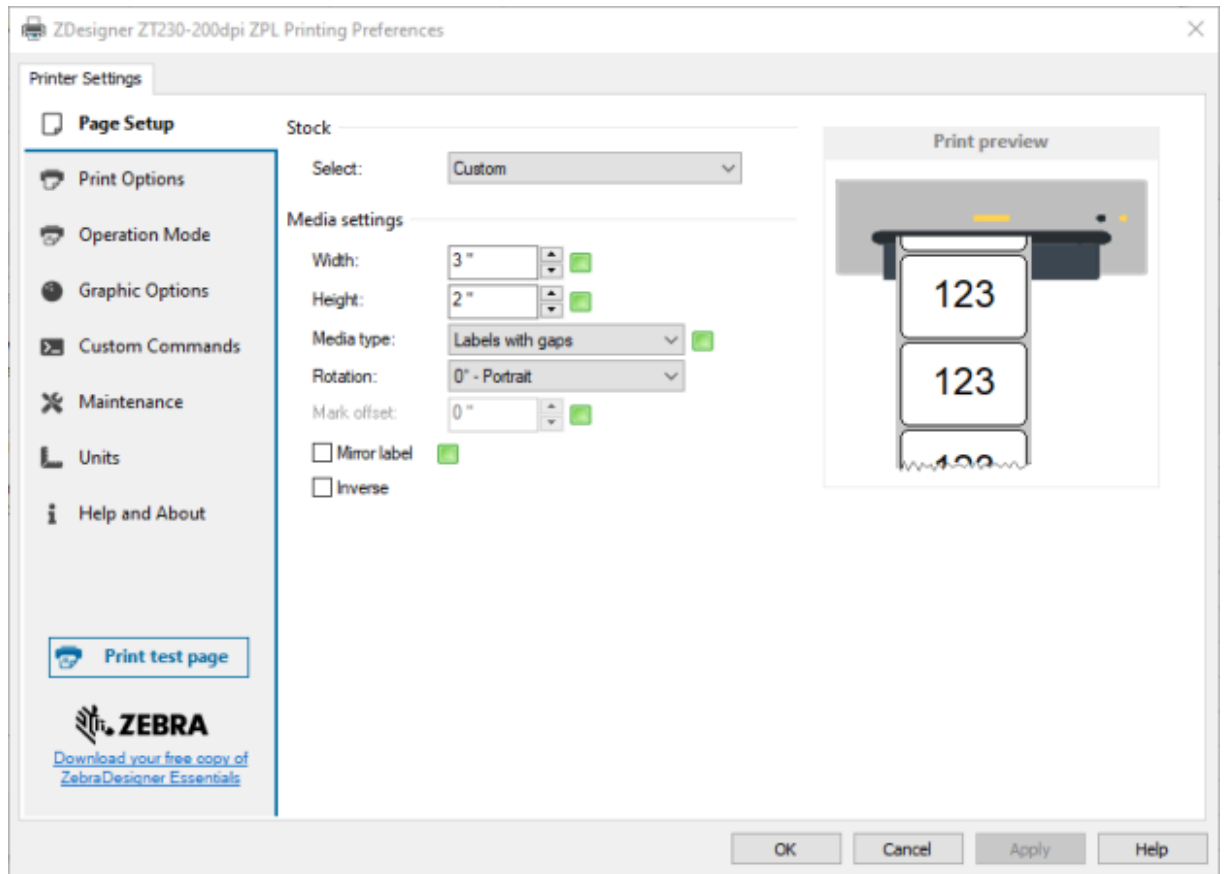 ZDesigner ZT230-200dpi ZPL Printing Preferences
Printer Settings
Page Setup
Print Options
Operation Mode
Graphic Options
Custom Commands
Maintenance
Units
Help and About
Print test page
ZEBRA
Download your free copy of
ZebraDesigner Essentials
Stock
Select: Custom
Media settings
Width: 3 "
Height: 2 "
Media type: Labels with gaps
Rotation: 0° - Portrait
Mark offset: 0 "
Mirror label
Inverse
Print preview
123
123
123
OK Cancel Apply Help